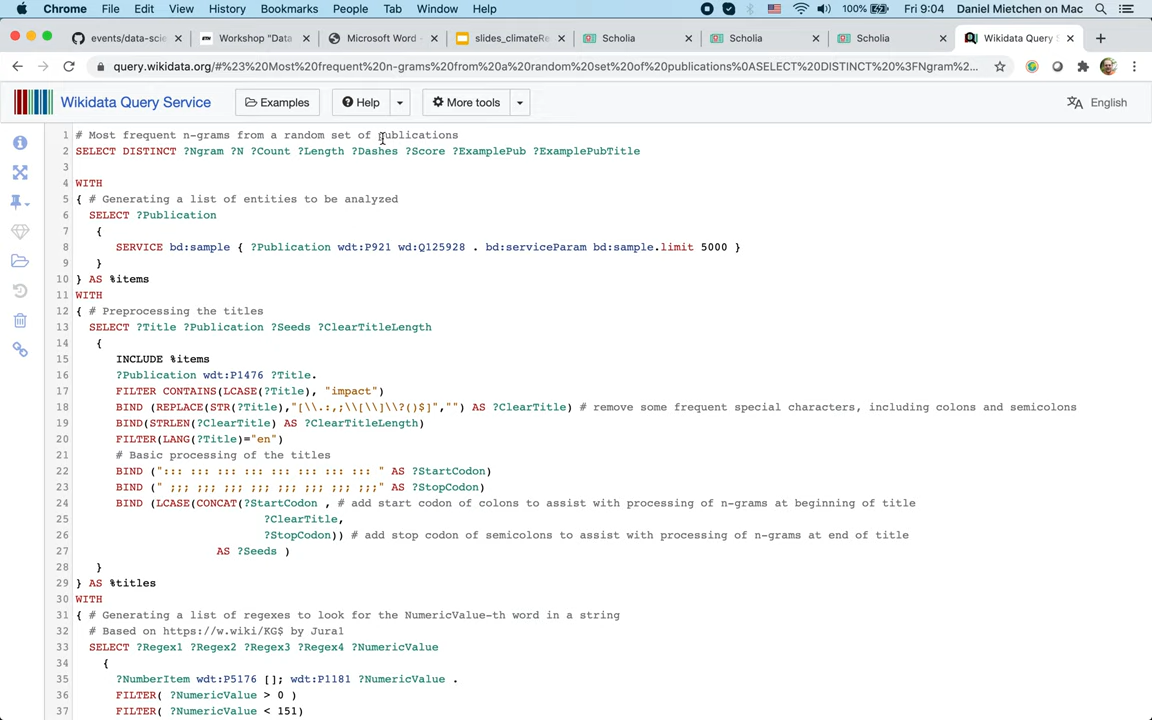 Chrome File Edit View History Bookmarks People Tab Window Help 100% Fri 9:04 Daniel Mietchen on Mac
events/data-scie Workshop "Data Microsoft Word - slides_climateRe Scholia Scholia Scholia Wikidata Query S
query.wikidata.org/#%23%20Most%20frequent%20n-grams%20from%20a%20random%20set%20of%20publications%0ASELECT%20DISTINCT%20%3FNgram%2...
Wikidata Query Service Examples Help More tools English
1 # Most frequent n-grams from a random set of publications
2 SELECT DISTINCT ?Ngram ?N ?Count ?Length ?Dashes ?Score ?ExamplePub ?ExamplePubTitle
3
4 WITH
5 { # Generating a list of entities to be analyzed
6 SELECT ?Publication
7 {
8 SERVICE bd:sample { ?Publication wdt:P921 wd:Q125928 . bd:serviceParam bd:sample.limit 5000 }
9 }
10 } AS %items
11 WITH
12 { # Preprocessing the titles
13 SELECT ?Title ?Publication ?Seeds ?ClearTitleLength
14 {
15 INCLUDE %items
16 ?Publication wdt:P1476 ?Title.
17 FILTER CONTAINS(LCASE(?Title), "impact")
18 BIND (REPLACE(STR(?Title),"[\\.:,;\\[\\]\\?()$]","") AS ?ClearTitle) # remove some frequent special characters, including colons and semicolons
19 BIND(STRLEN(?ClearTitle) AS ?ClearTitleLength)
20 FILTER(LANG(?Title)="en")
21 # Basic processing of the titles
22 BIND ("::: ::: ::: ::: ::: ::: ::: ::: " AS ?StartCodon)
23 BIND (" ;;; ;;; ;;; ;;; ;;; ;;; ;;; ;;;" AS ?StopCodon)
24 BIND (LCASE(CONCAT(?StartCodon , # add start codon of colons to assist with processing of n-grams at beginning of title
25 ?ClearTitle,
26 ?StopCodon)) # add stop codon of semicolons to assist with processing of n-grams at end of title
27 AS ?Seeds )
28 }
29 } AS %titles
30 WITH
31 { # Generating a list of regexes to look for the NumericValue-th word in a string
32 # Based on https://w.wiki/KG$ by Jura1
33 SELECT ?Regex1 ?Regex2 ?Regex3 ?Regex4 ?NumericValue
34 {
35 ?NumberItem wdt:P5176 []; wdt:P1181 ?NumericValue .
36 FILTER( ?NumericValue > 0 )
37 FILTER( ?NumericValue < 151)